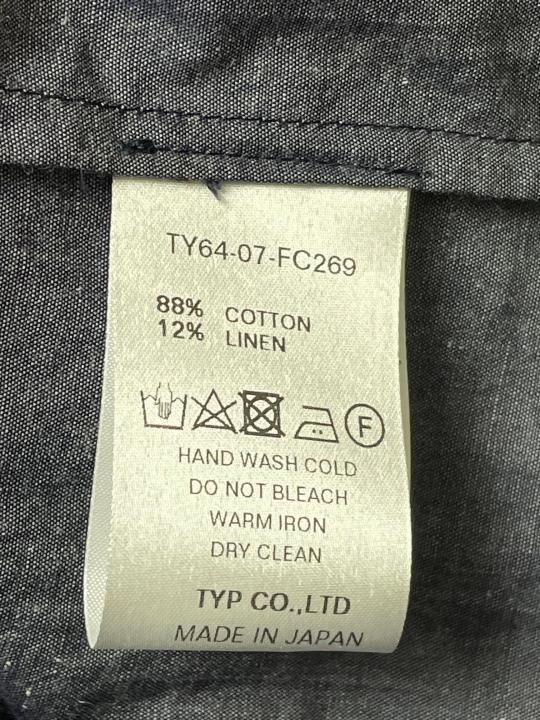 TY64-07-FC269
88% COTTON
12% LINEN
F
HAND WASH COLD
DO NOT BLEACH
WARM IRON
DRY CLEAN
TYP CO.,LTD
MADE IN JAPAN